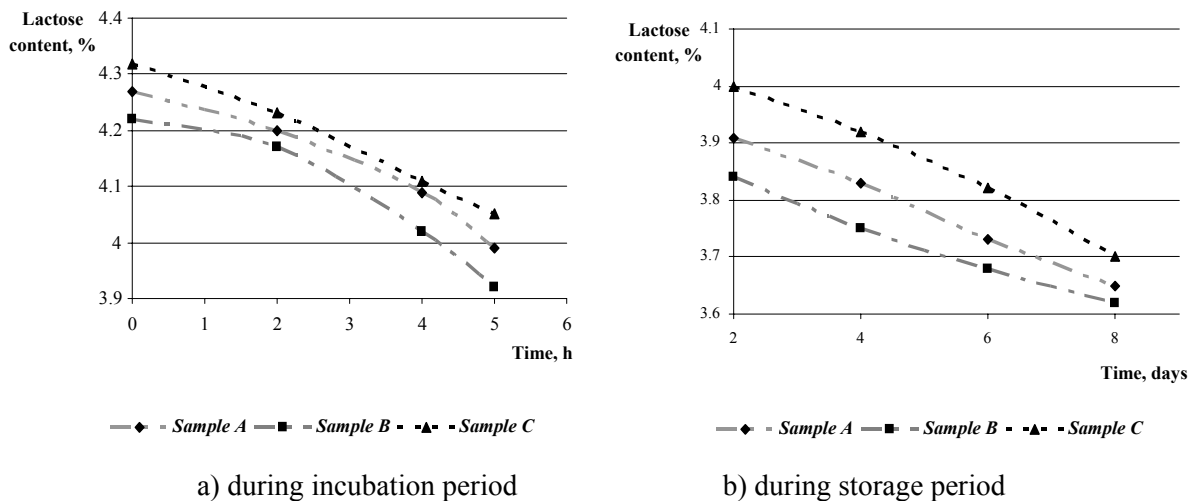 Lactose
content, %
4.4
4.3
4.2
4.1
4
3.9
0 1 2 3 4 5 6
Time, h
Sample A Sample B Sample C
a) during incubation period
Lactose
content, %
4.1
4
3.9
3.8
3.7
3.6
2 4 6 8
Time, days
Sample A Sample B Sample C
b) during storage period